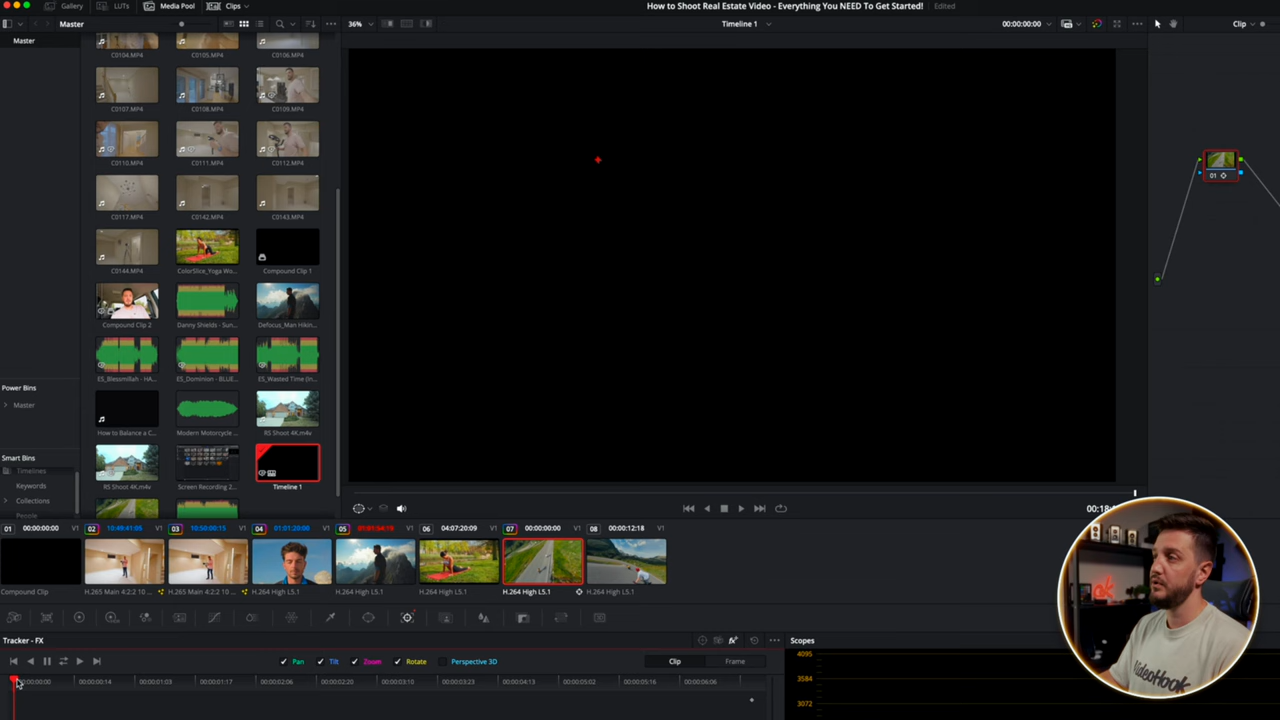 Gallery
LUTs
Media Pool
Clips
How to Shoot Real Estate Video - Everything You NEED To Get Started!
Edited
Master
36%
Timeline 1
00:00:00:00
Clip
Master
C0104.MP4
C0105.MP4
C0106.MP4
C0107.MP4
C0108.MP4
C0109.MP4
C0110.MP4
C0111.MP4
C0112.MP4
C0117.MP4
C0142.MP4
C0143.MP4
C0144.MP4
ColorSlice_Yoga Wo...
Compound Clip 1
Compound Clip 2
Danny Shields - Sun...
Defocus_Man Hikin...
ES_Blessmillah - HA...
ES_Dominion - BLUE...
ES_Wasted Time (In...
How to Balance a C...
Modern Motorcycle ...
RS Shoot 4K.m4v
RS Shoot 4K.m4v
Screen Recording 2...
Timeline 1
Power Bins
Master
Smart Bins
Timelines
Keywords
Collections
People
01
00:18:
01 00:00:00:00 V1
02 10:49:41:05 V1
03 10:50:00:15 V1
04 01:01:20:00 V1
05 01:01:54:19 V1
06 04:07:20:09 V1
07 00:00:00:00 V1
08 00:00:12:18 V1
Compound Clip
H.265 Main 4:2:2 10 ...
H.265 Main 4:2:2 10 ...
H.264 High L5.1
H.264 High L5.1
H.264 High L5.1
H.264 High L5.1
H.264 High L5.1
Tracker - FX
Scopes
Pan
Tilt
Zoom
Rotate
Perspective 3D
Clip
Frame
4095
3584
3072
00:00:00:00
00:00:00:14
00:00:01:03
00:00:01:17
00:00:02:06
00:00:02:20
00:00:03:10
00:00:03:23
00:00:04:13
00:00:05:02
00:00:05:16
00:00:06:06
VideoHook